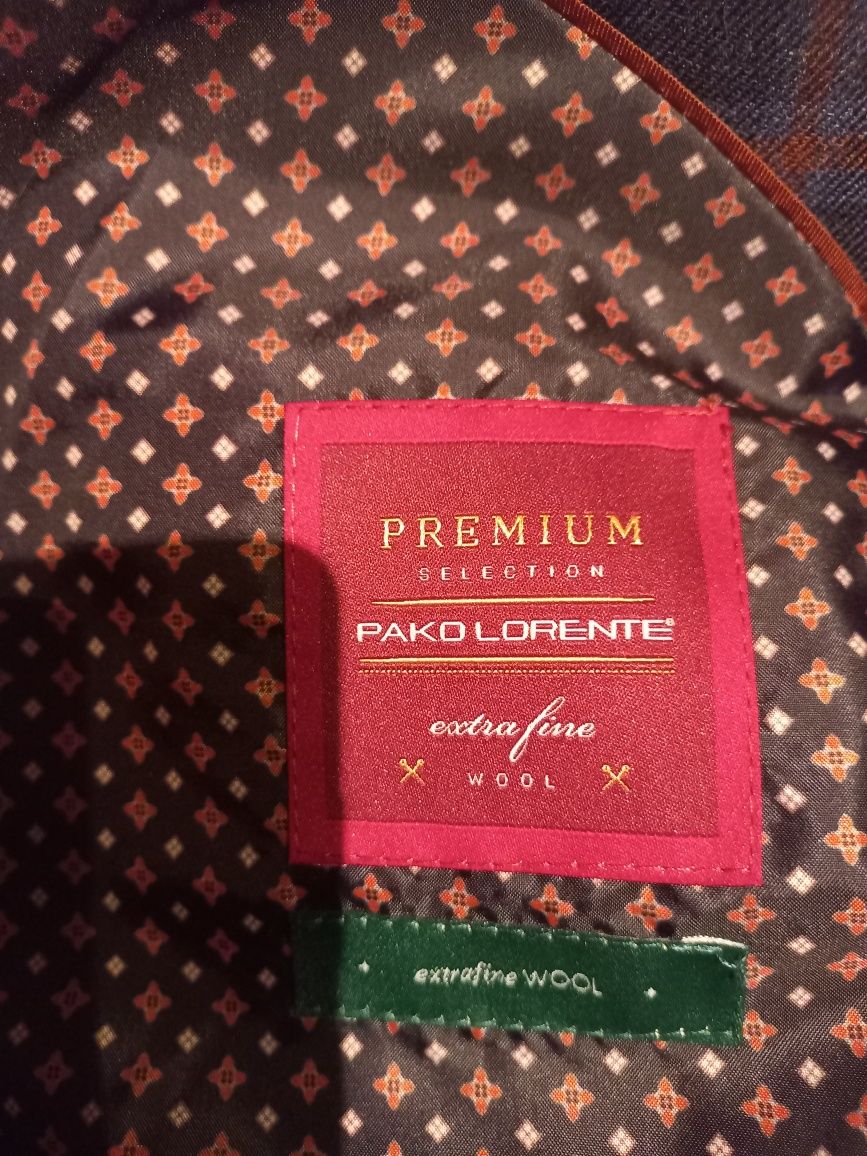 PREMIUM
SELECTION
PAKO LORENTE®
extra fine
WOOL
extrafine WOOL